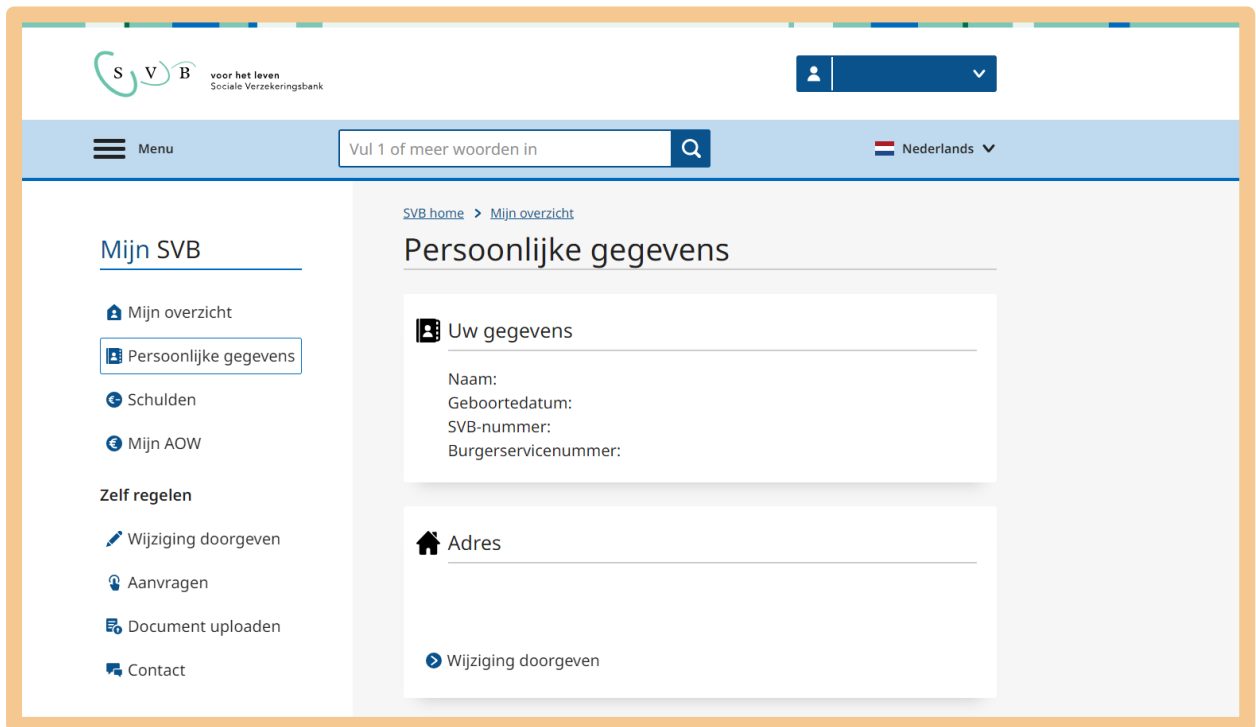 S V B voor het leven
Sociale Verzekeringsbank
Menu
Vul 1 of meer woorden in
Nederlands
Mijn SVB
Mijn overzicht
Persoonlijke gegevens
Schulden
Mijn AOW
Zelf regelen
Wijziging doorgeven
Aanvragen
Document uploaden
Contact
SVB home > Mijn overzicht
Persoonlijke gegevens
Uw gegevens
Naam:
Geboortedatum:
SVB-nummer:
Burgerservicenummer:
Adres
Wijziging doorgeven